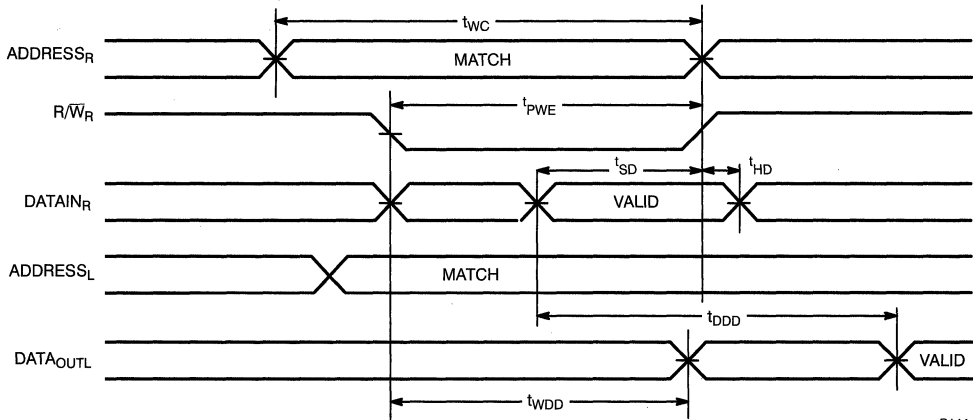 tWC
ADDRESSR
MATCH
R/W̅R
tPWE
tSD
tHD
DATAINR
VALID
ADDRESSL
MATCH
tDDD
DATAOUTL
VALID
tWDD